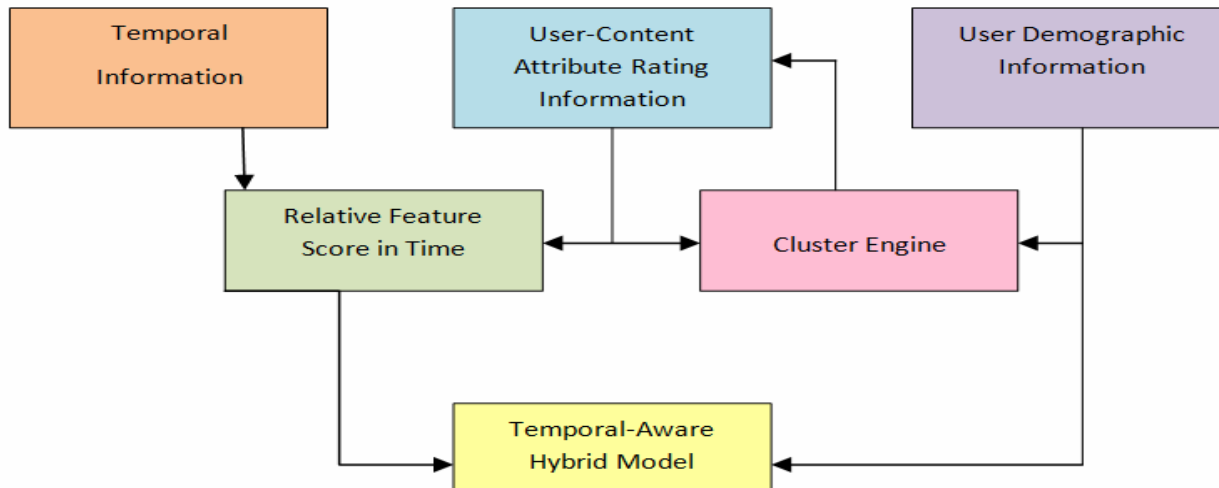 Temporal
Information
User-Content
Attribute Rating
Information
User Demographic
Information
Relative Feature
Score in Time
Cluster Engine
Temporal-Aware
Hybrid Model